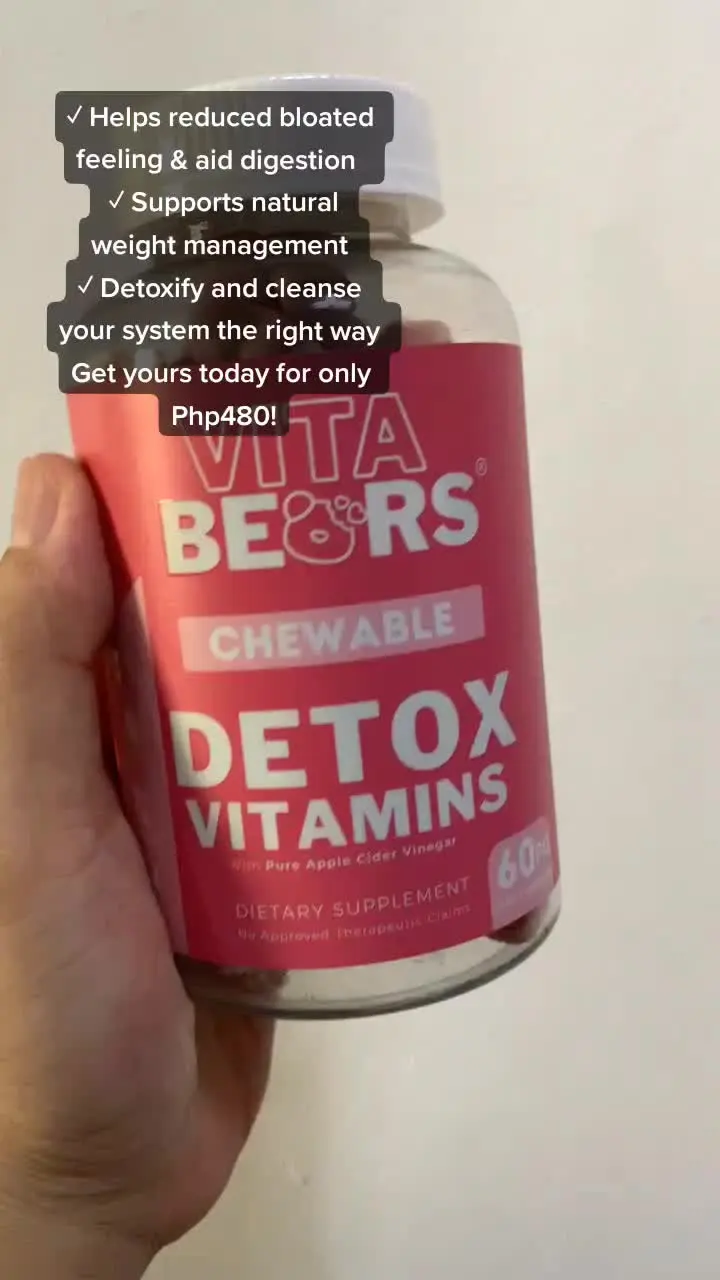 ✓ Helps reduced bloated
feeling & aid digestion
✓ Supports natural
weight management
✓ Detoxify and cleanse
your system the right way
Get yours today for only
Php480!
VITA
BEARS®
CHEWABLE
DETOX
VITAMINS
With Pure Apple Cider Vinegar
60
DIETARY SUPPLEMENT
No Approved Therapeutic Claims